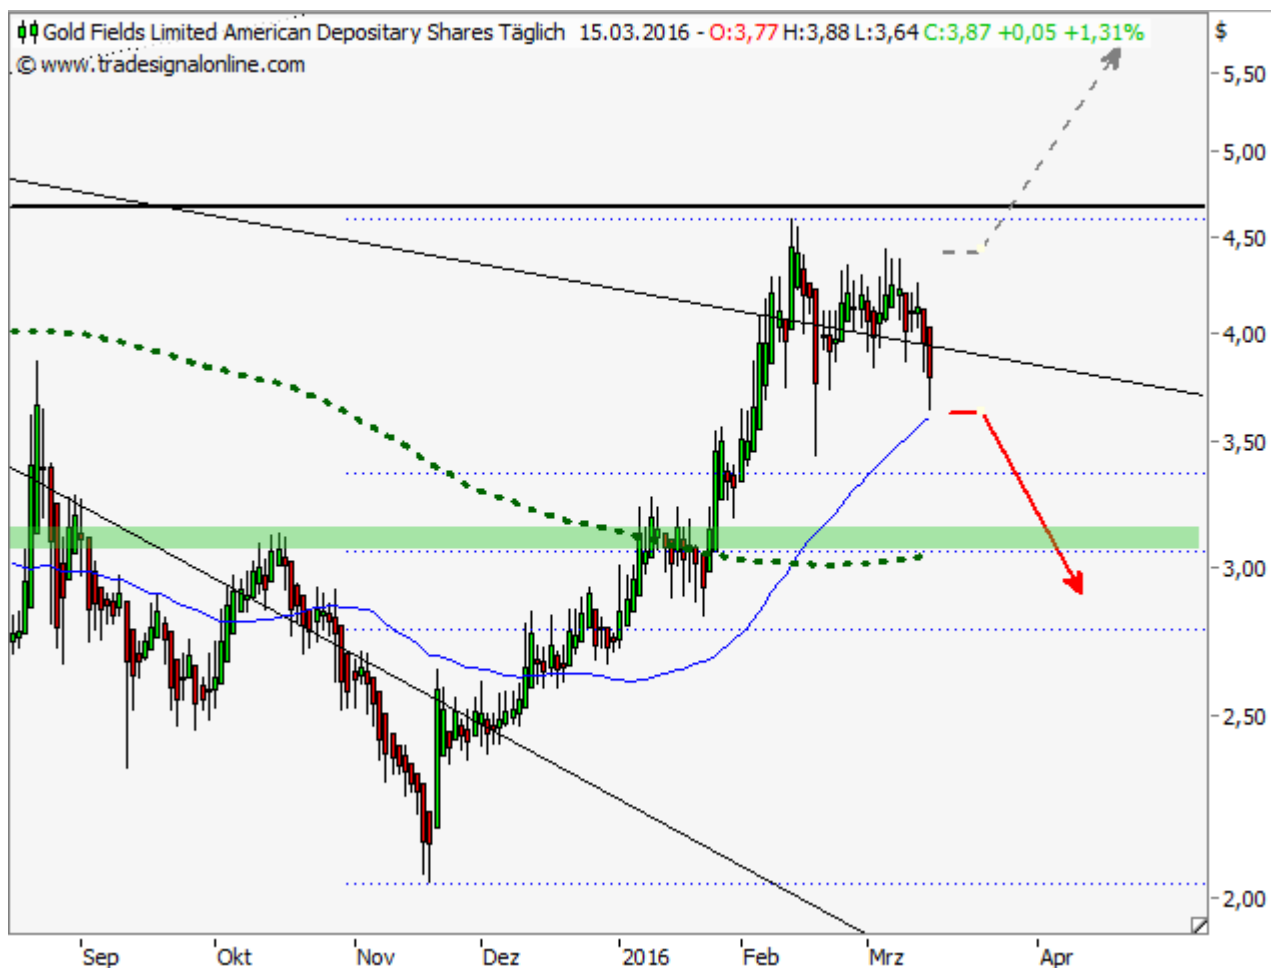 Gold Fields Limited American Depositary Shares Täglich 15.03.2016 - O:3,77 H:3,88 L:3,64 C:3,87 +0,05 +1,31% $
© www.tradesignalonline.com
5,50
5,00
4,50
4,00
3,50
3,00
2,50
2,00
Sep Okt Nov Dez 2016 Feb Mrz Apr